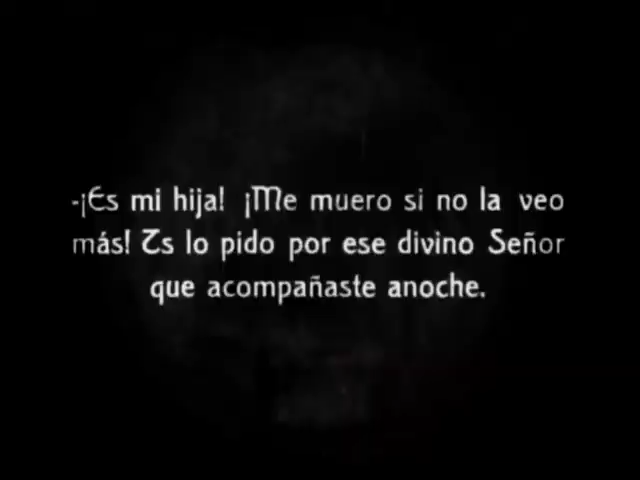 -¡Es mi hija! ¡Me muero si no la veo
más! Ts lo pido por ese divino Señor
que acompañaste anoche.